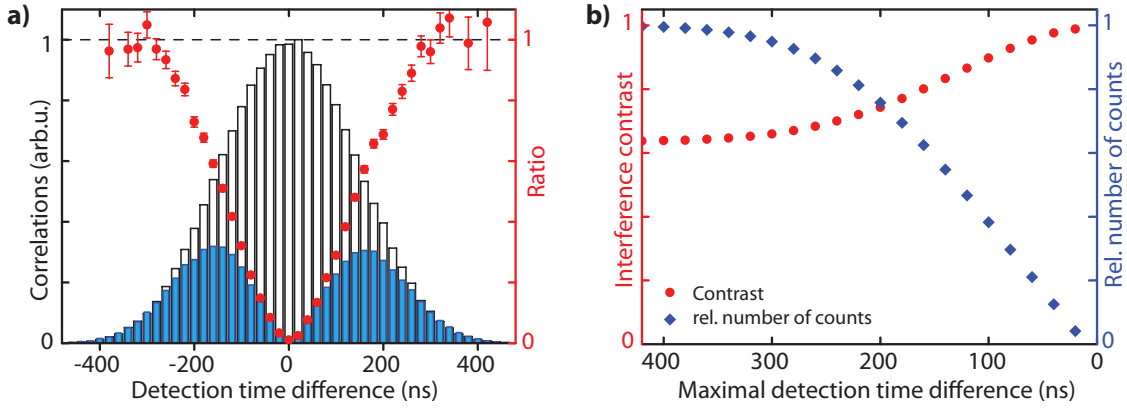 a)
Correlations (arb.u.)
1
0
Ratio
1
0
-400 -200 0 200 400
Detection time difference (ns)
b)
Interference contrast
1
0
Contrast
rel. number of counts
Rel. number of counts
1
0
400 300 200 100 0
Maximal detection time difference (ns)